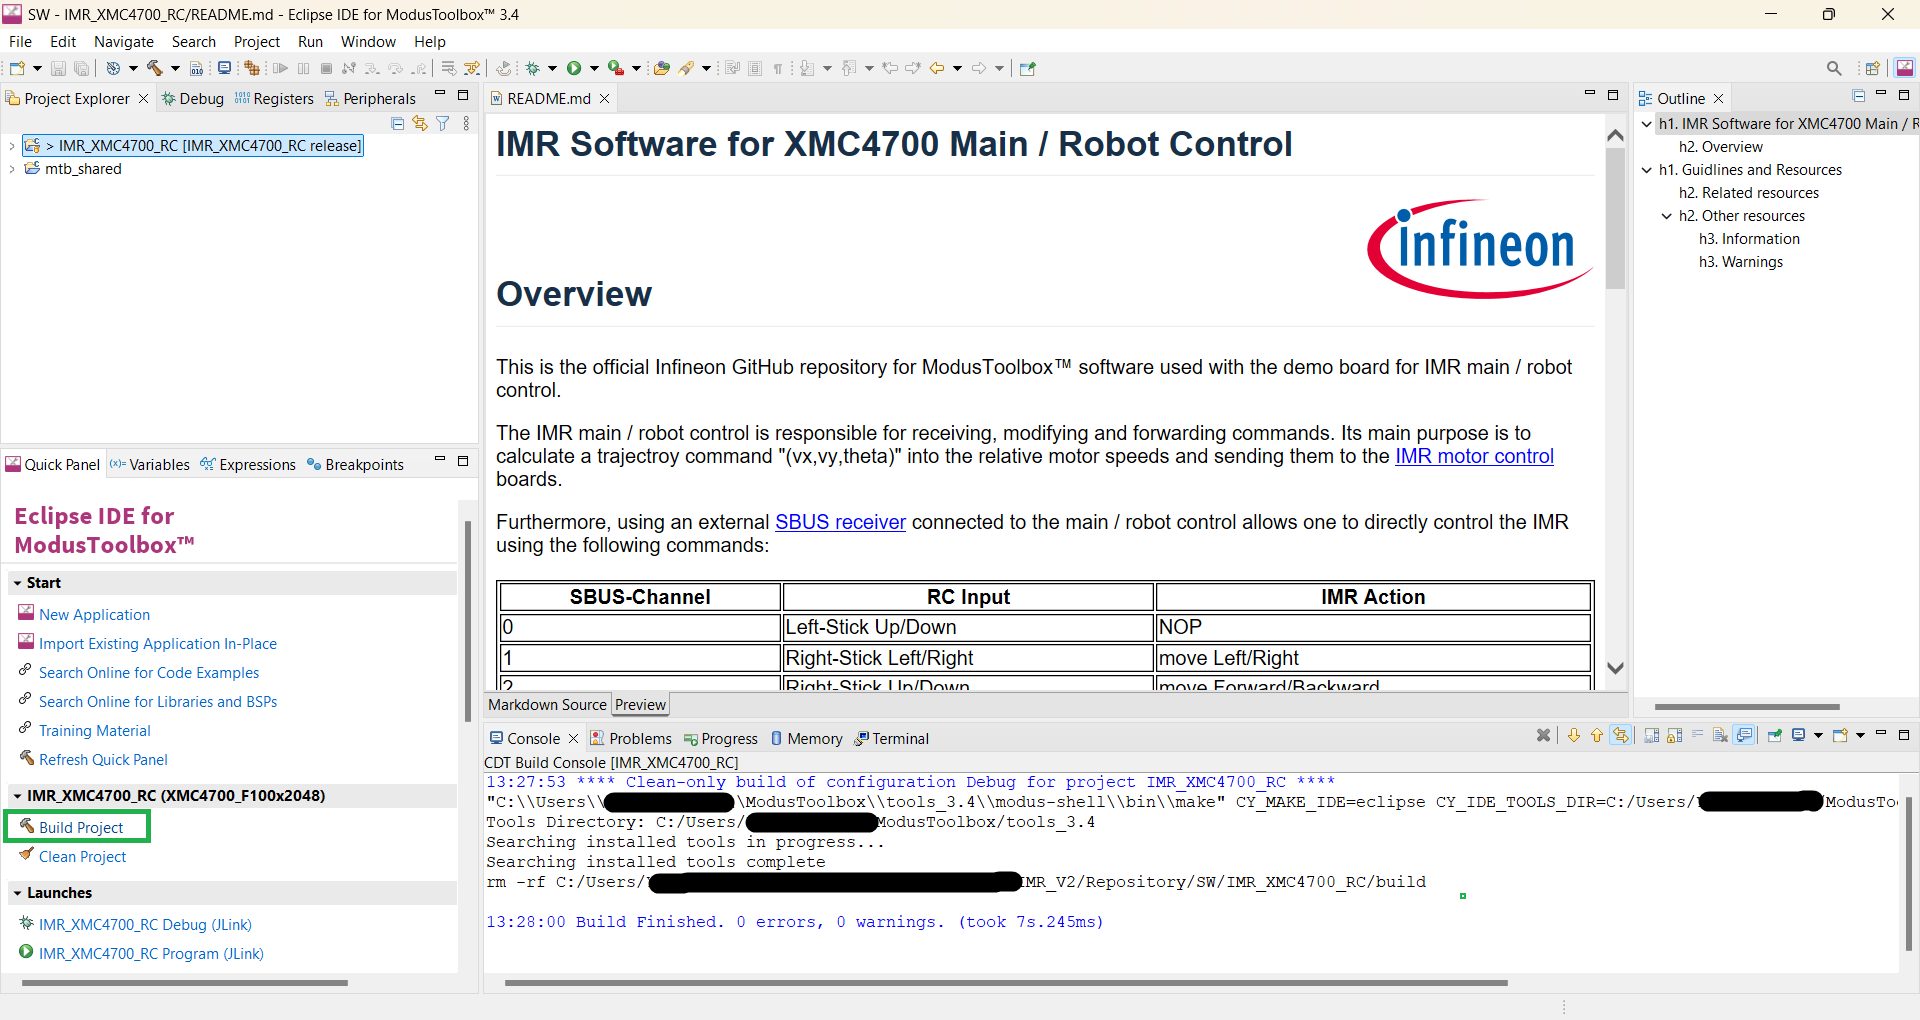 SW - IMR_XMC4700_RC/README.md - Eclipse IDE for ModusToolbox™ 3.4
File Edit Navigate Search Project Run Window Help
Project Explorer Debug Registers Peripherals
> IMR_XMC4700_RC [IMR_XMC4700_RC release]
mtb_shared
Quick Panel (x)= Variables Expressions Breakpoints
Eclipse IDE for
ModusToolbox™
Start
New Application
Import Existing Application In-Place
Search Online for Code Examples
Search Online for Libraries and BSPs
Training Material
Refresh Quick Panel
IMR_XMC4700_RC (XMC4700_F100x2048)
Build Project
Clean Project
Launches
IMR_XMC4700_RC Debug (JLink)
IMR_XMC4700_RC Program (JLink)
README.md
IMR Software for XMC4700 Main / Robot Control
infineon
Overview
This is the official Infineon GitHub repository for ModusToolbox™ software used with the demo board for IMR main / robot
control.
The IMR main / robot control is responsible for receiving, modifying and forwarding commands. Its main purpose is to
calculate a trajectroy command "(vx,vy,theta)" into the relative motor speeds and sending them to the IMR motor control
boards.
Furthermore, using an external SBUS receiver connected to the main / robot control allows one to directly control the IMR
using the following commands:
SBUS-Channel RC Input IMR Action
0 Left-Stick Up/Down NOP
1 Right-Stick Left/Right move Left/Right
2 Right-Stick Up/Down move Forward/Backward
Markdown Source Preview
Outline
h1. IMR Software for XMC4700 Main / R
h2. Overview
h1. Guidlines and Resources
h2. Related resources
h2. Other resources
h3. Information
h3. Warnings
Console Problems Progress Memory Terminal
CDT Build Console [IMR_XMC4700_RC]
13:27:53 **** Clean-only build of configuration Debug for project IMR_XMC4700_RC ****
"C:\\Users\\ \ModusToolbox\\tools_3.4\\modus-shell\\bin\\make" CY_MAKE_IDE=eclipse CY_IDE_TOOLS_DIR=C:/Users/ /ModusToo
Tools Directory: C:/Users/ ModusToolbox/tools_3.4
Searching installed tools in progress...
Searching installed tools complete
rm -rf C:/Users/ IMR_V2/Repository/SW/IMR_XMC4700_RC/build
13:28:00 Build Finished. 0 errors, 0 warnings. (took 7s.245ms)